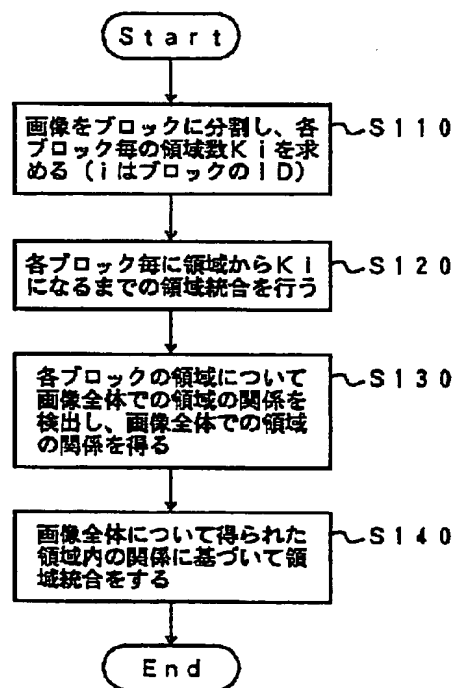 Start
画像をブロックに分割し、各
ブロック毎の領域数Kiを求
める（iはブロックのID）
S110
各ブロック毎に領域からKi
になるまでの領域統合を行う
S120
各ブロックの領域について
画像全体での領域の関係を
検出し、画像全体での領域
の関係を得る
S130
画像全体について得られた
領域内の関係に基づいて領
域統合をする
S140
End